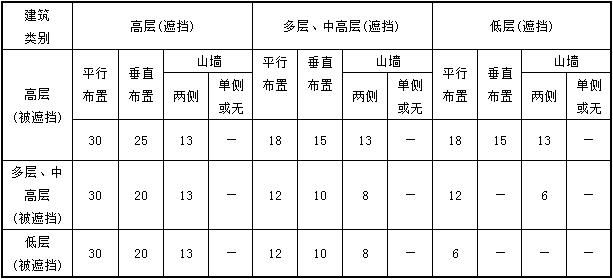 建筑
类别
高层(遮挡)
多层、中高层(遮挡)
低层(遮挡)
高层
(被遮挡)
平行
布置
垂直
布置
山墙
两侧
单侧
或无
平行
布置
垂直
布置
山墙
两侧
单侧
或无
平行
布置
垂直
布置
山墙
两侧
单侧
或无
30 25 13 — 18 15 13 — 18 15 13 —
多层、中
高层
(被遮挡)
30 20 13 — 12 10 8 — 12 — 6 —
低层
(被遮挡)
30 20 13 — 12 10 8 — 6 — — —